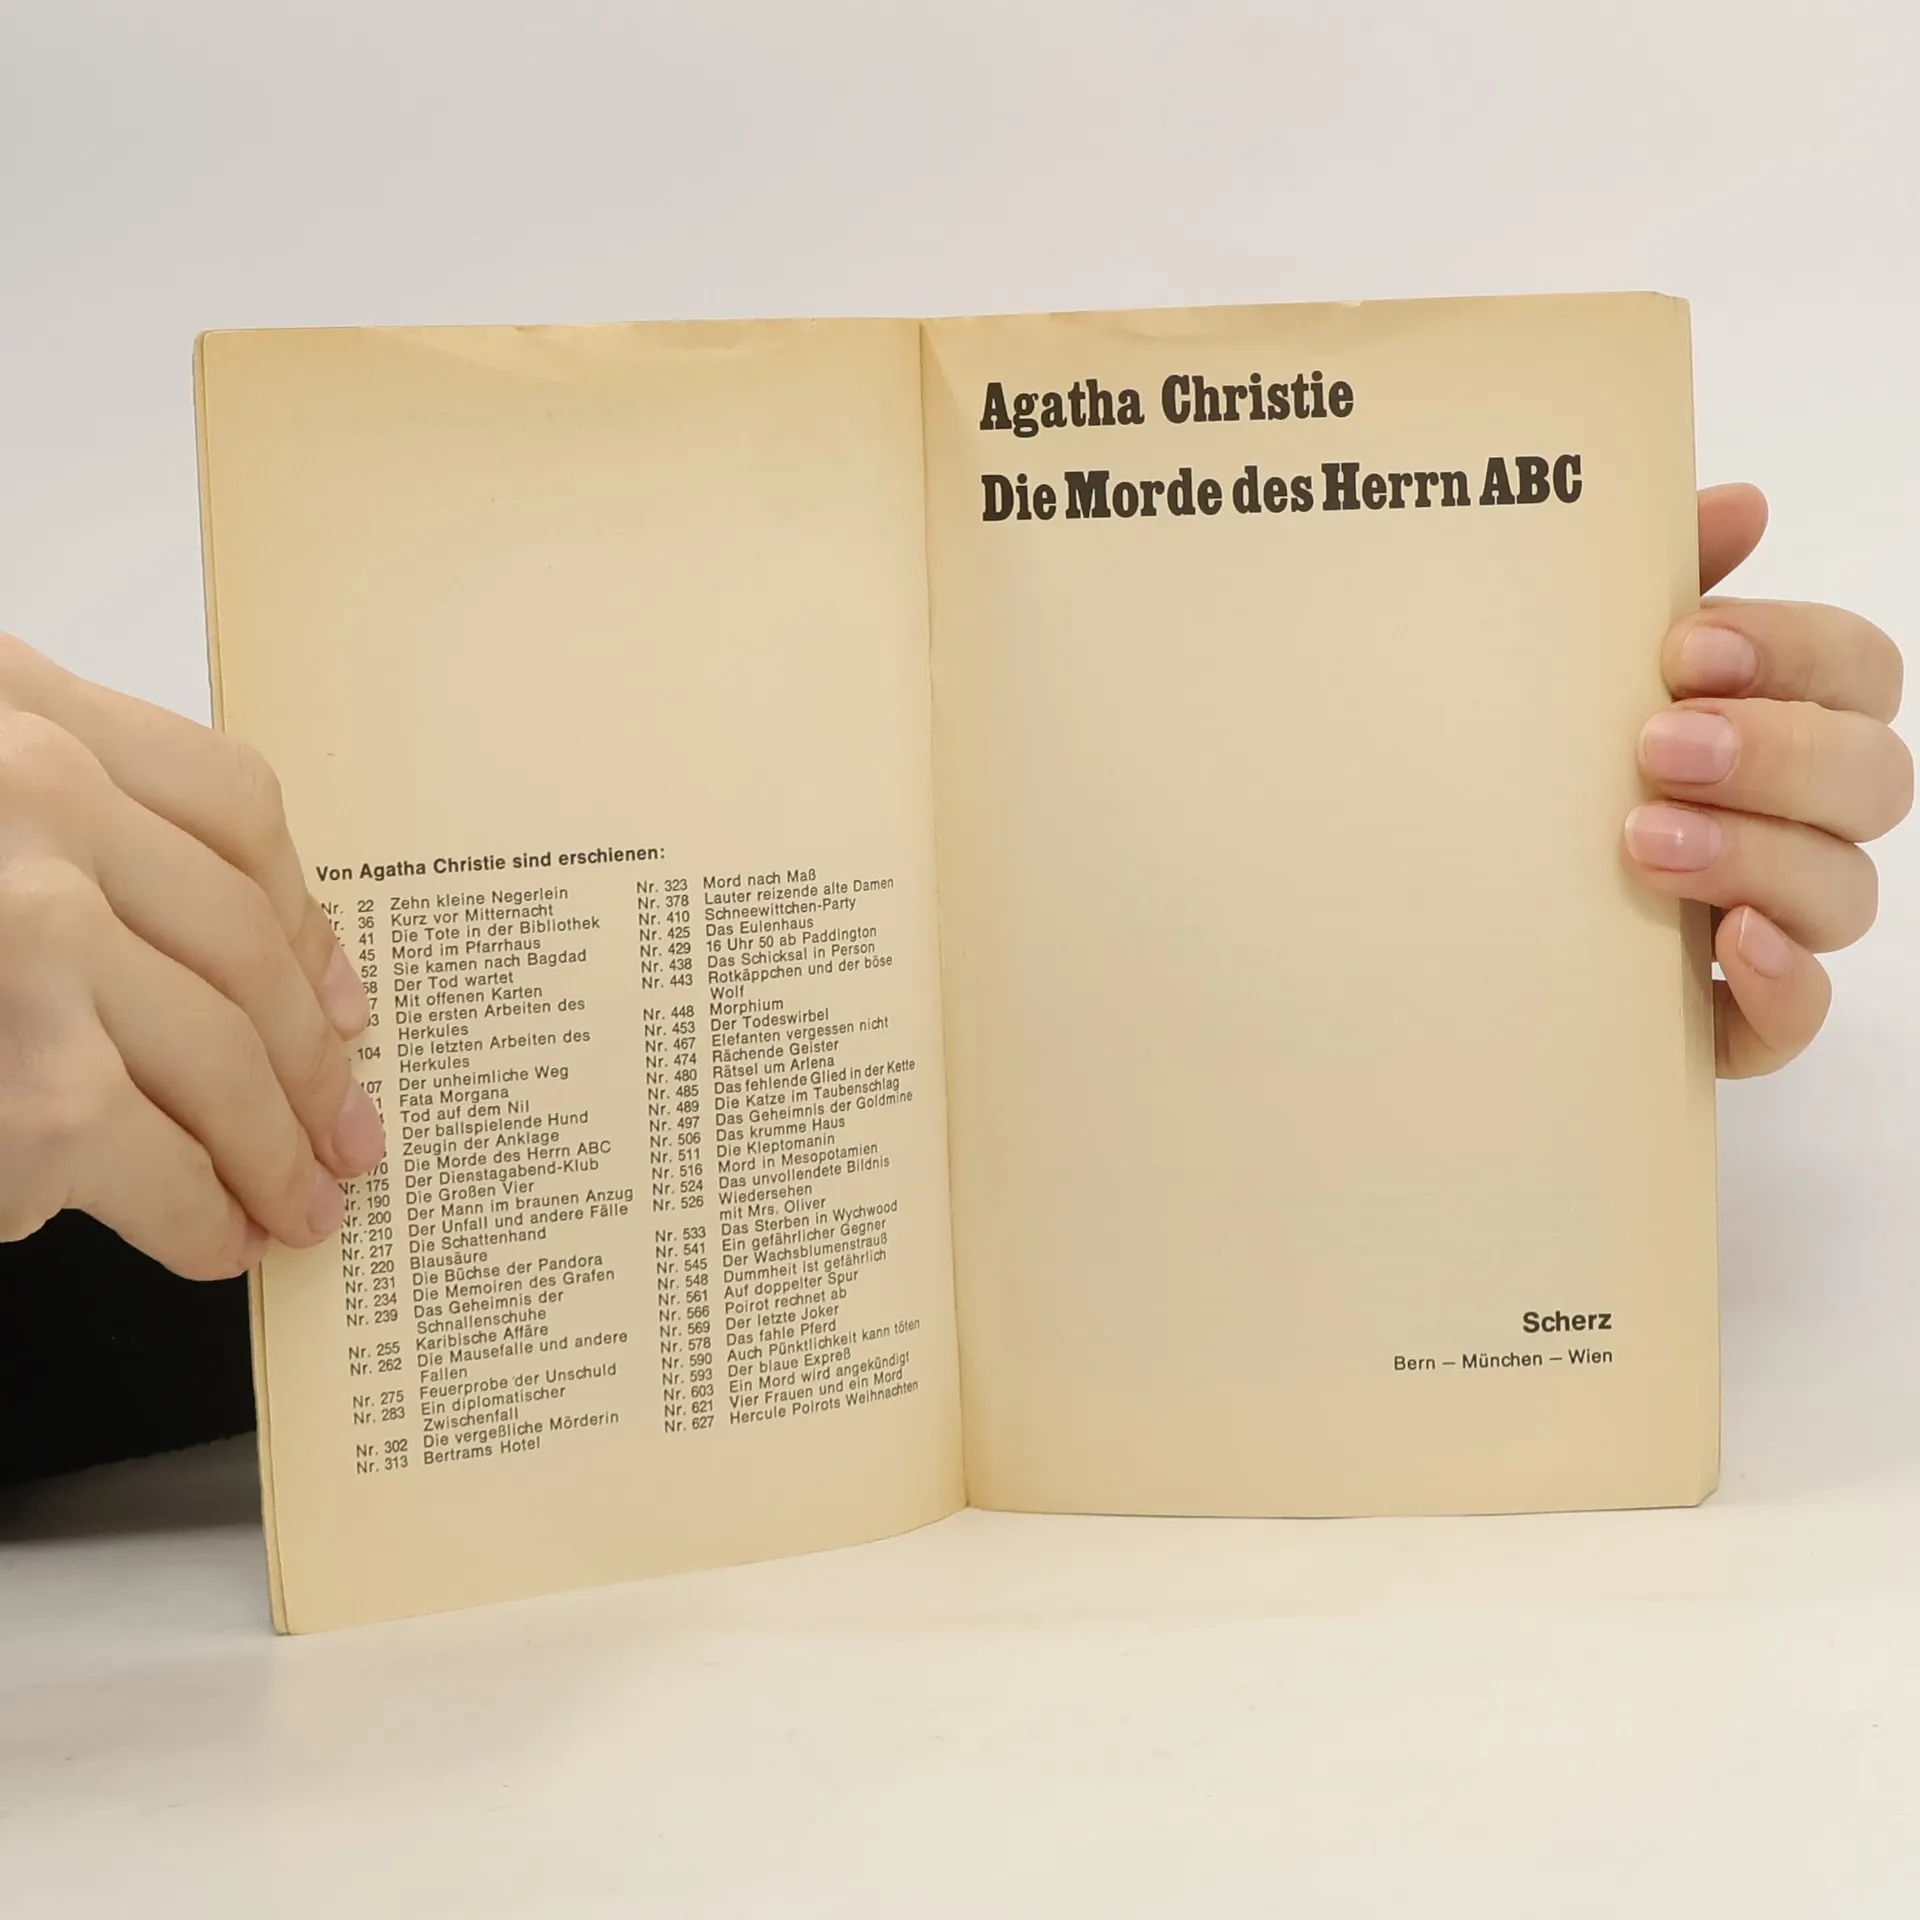 Von Agatha Christie sind erschienen:
Nr. 22 Zehn kleine Negerlein
36 Kurz vor Mitternacht
41 Die Tote in der Bibliothek
45 Mord im Pfarrhaus
52 Sie kamen nach Bagdad
58 Der Tod wartet
Mit offenen Karten
Die ersten Arbeiten des
Herkules
104 Die letzten Arbeiten des
Herkules
107 Der unheimliche Weg
Fata Morgana
Tod auf dem Nil
Der ballspielende Hund
Zeugin der Anklage
Die Morde des Herrn ABC
Nr. 175 Der Dienstagabend-Klub
Nr. 190 Die Großen Vier
Nr. 200 Der Mann im braunen Anzug
Nr. 210 Der Unfall und andere Fälle
Nr. 217 Die Schattenhand
Nr. 220 Blausäure
Nr. 231 Die Büchse der Pandora
Nr. 234 Die Memoiren des Grafen
Nr. 239 Das Geheimnis der
Schnallenschuhe
Nr. 255 Karibische Affäre
Nr. 262 Die Mausefalle und andere
Fallen
Nr. 275 Feuerprobe der Unschuld
Nr. 283 Ein diplomatischer
Zwischenfall
Nr. 302 Die vergeßliche Mörderin
Nr. 313 Bertrams Hotel
Nr. 323 Mord nach Maß
Nr. 378 Lauter reizende alte Damen
Nr. 410 Schneewittchen-Party
Nr. 425 Das Eulenhaus
Nr. 429 16 Uhr 50 ab Paddington
Nr. 438 Das Schicksal in Person
Nr. 443 Rotkäppchen und der böse
Wolf
Nr. 448 Morphium
Nr. 453 Der Todeswirbel
Nr. 467 Elefanten vergessen nicht
Nr. 474 Rächende Geister
Nr. 480 Rätsel um Arlena
Nr. 485 Das fehlende Glied in der Kette
Nr. 489 Die Katze im Taubenschlag
Nr. 497 Das Geheimnis der Goldmine
Nr. 506 Das krumme Haus
Nr. 511 Die Kleptomanin
Nr. 516 Mord in Mesopotamien
Nr. 524 Das unvollendete Bildnis
Nr. 526 Wiedersehen
mit Mrs. Oliver
Nr. 533 Das Sterben in Wychwood
Nr. 541 Ein gefährlicher Gegner
Nr. 545 Der Wachsblumenstrauß
Nr. 548 Dummheit ist gefährlich
Nr. 561 Auf doppelter Spur
Nr. 566 Poirot rechnet ab
Nr. 569 Der letzte Joker
Nr. 578 Das fahle Pferd
Nr. 590 Auch Pünktlichkeit kann töten
Nr. 593 Der blaue Expreß
Nr. 603 Ein Mord wird angekündigt
Nr. 621 Vier Frauen und ein Mord
Nr. 627 Hercule Poirots Weihnachten
Agatha Christie
Die Morde des Herrn ABC
Scherz
Bern – München – Wien